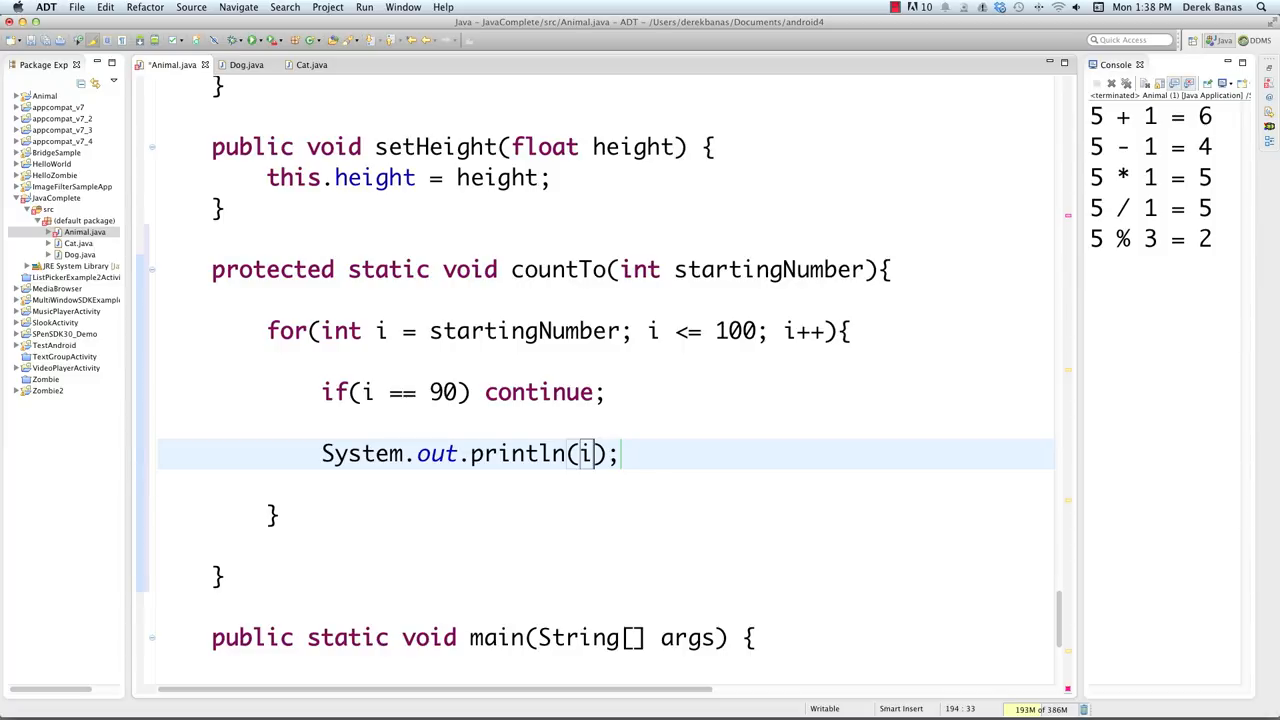 ADT File Edit Refactor Source Navigate Search Project Run Window Help
10 Mon 1:38 PM Derek Banas
Java – JavaComplete/src/Animal.java – ADT – /Users/derekbanas/Documents/android4
Quick Access Java DDMS
Package Exp
Animal
appcompat_v7
appcompat_v7_2
appcompat_v7_3
appcompat_v7_4
BridgeSample
HelloWorld
HelloZombie
ImageFilterSampleApp
JavaComplete
src
(default package)
Animal.java
Cat.java
Dog.java
JRE System Library [Ja
ListPickerExample2Activi
MediaBrowser
MultiWindowSDKExample
MusicPlayerActivity
SlookActivity
SPenSDK30_Demo
TestAndroid
TextGroupActivity
VideoPlayerActivity
Zombie
Zombie2
*Animal.java Dog.java Cat.java
}
public void setHeight(float height) {
this.height = height;
}
protected static void countTo(int startingNumber){
for(int i = startingNumber; i <= 100; i++){
if(i == 90) continue;
System.out.println(i);
}
}
public static void main(String[] args) {
Console
<terminated> Animal (1) [Java Application] /S
5 + 1 = 6
5 - 1 = 4
5 * 1 = 5
5 / 1 = 5
5 % 3 = 2
Writable Smart Insert 194 : 33 193M of 386M